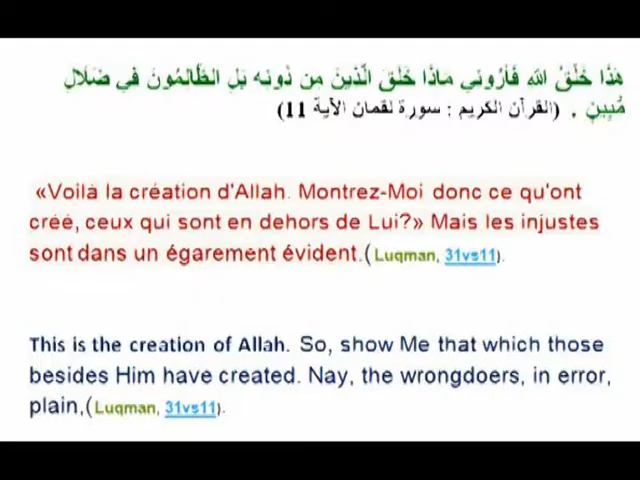 هَذَا خَلْقُ اللَّهِ فَأَرُونِي مَاذَا خَلَقَ الَّذِينَ مِن دُونِهِ بَلِ الظَّالِمُونَ فِي ضَلَالٍ
مُّبِينٍ . (القرآن الكريم : سورة لقمان الآية 11)
«Voilà la création d'Allah. Montrez-Moi donc ce qu'ont
créé, ceux qui sont en dehors de Lui?» Mais les injustes
sont dans un égarement évident.(Luqman, 31vs11).
This is the creation of Allah. So, show Me that which those
besides Him have created. Nay, the wrongdoers, in error,
plain,(Luqman, 31vs11).